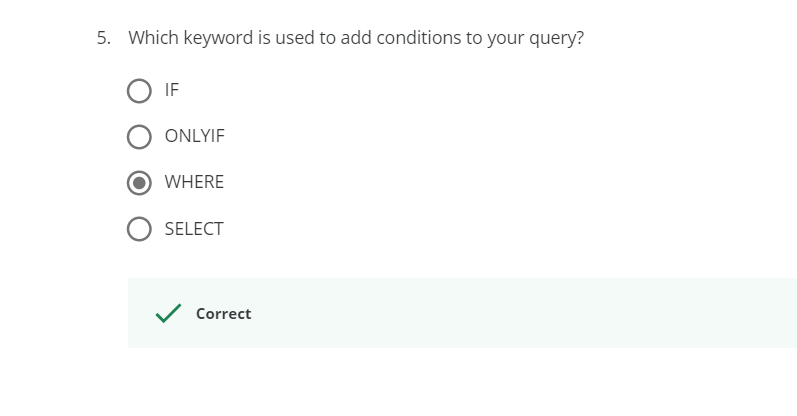 5. Which keyword is used to add conditions to your query?
IF
ONLYIF
WHERE
SELECT
Correct